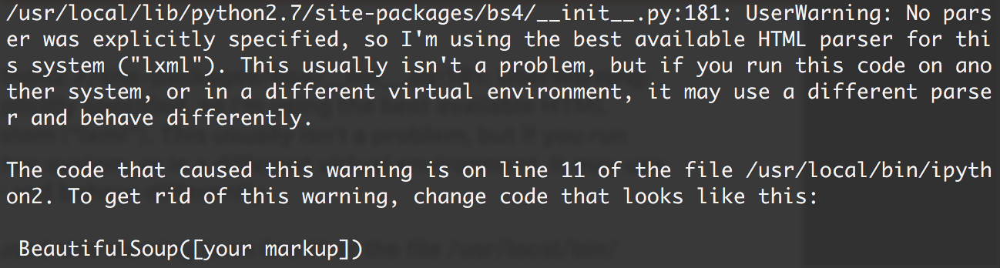 /usr/local/lib/python2.7/site-packages/bs4/__init__.py:181: UserWarning: No pars
er was explicitly specified, so I'm using the best available HTML parser for thi
s system ("lxml"). This usually isn't a problem, but if you run this code on ano
ther system, or in a different virtual environment, it may use a different parse
r and behave differently.
The code that caused this warning is on line 11 of the file /usr/local/bin/ipyth
on2. To get rid of this warning, change code that looks like this:
BeautifulSoup([your markup])